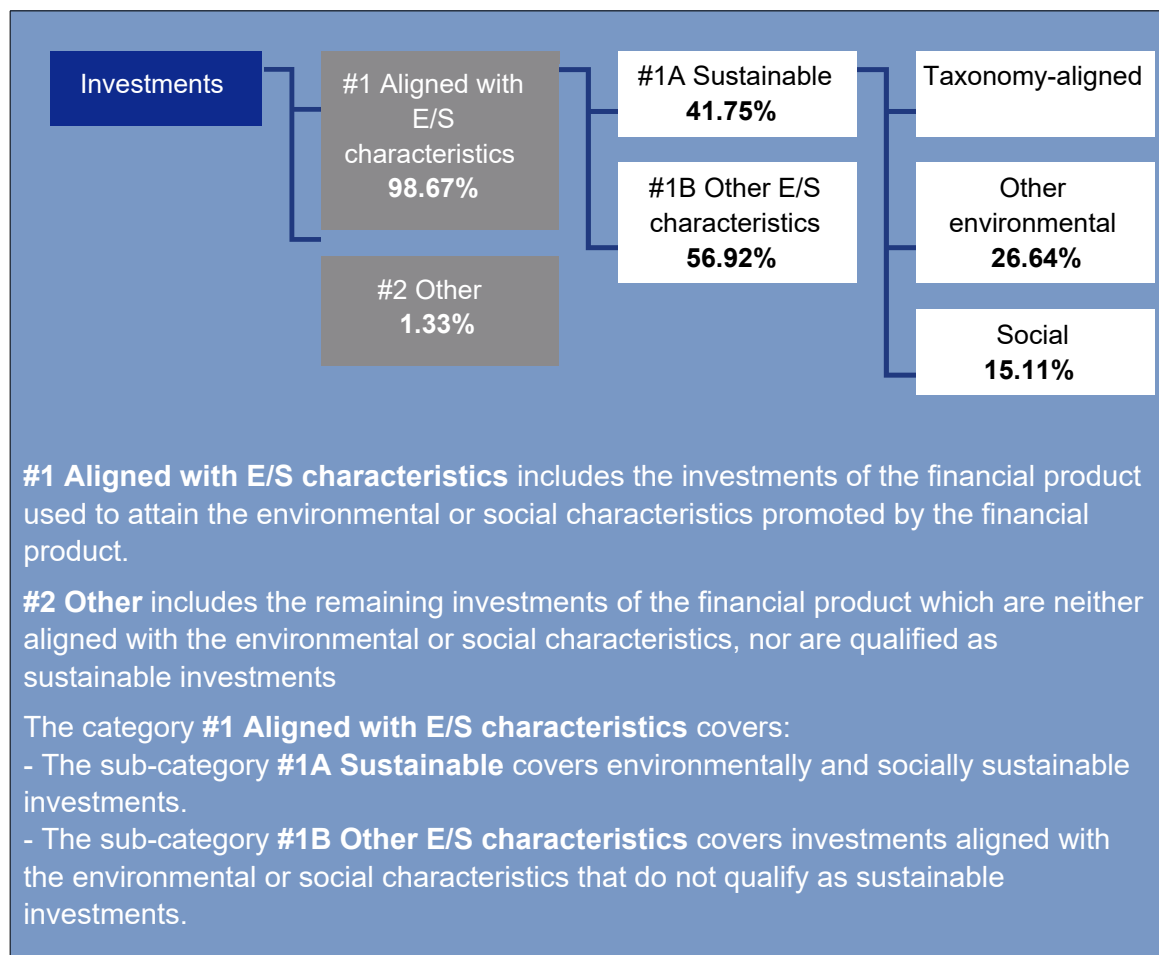 Investments
#1 Aligned with
E/S
characteristics
98.67%
#2 Other
1.33%
#1A Sustainable
41.75%
#1B Other E/S
characteristics
56.92%
Taxonomy-aligned
Other
environmental
26.64%
Social
15.11%
#1 Aligned with E/S characteristics includes the investments of the financial product
used to attain the environmental or social characteristics promoted by the financial
product.
#2 Other includes the remaining investments of the financial product which are neither
aligned with the environmental or social characteristics, nor are qualified as
sustainable investments
The category #1 Aligned with E/S characteristics covers:
- The sub-category #1A Sustainable covers environmentally and socially sustainable
investments.
- The sub-category #1B Other E/S characteristics covers investments aligned with
the environmental or social characteristics that do not qualify as sustainable
investments.